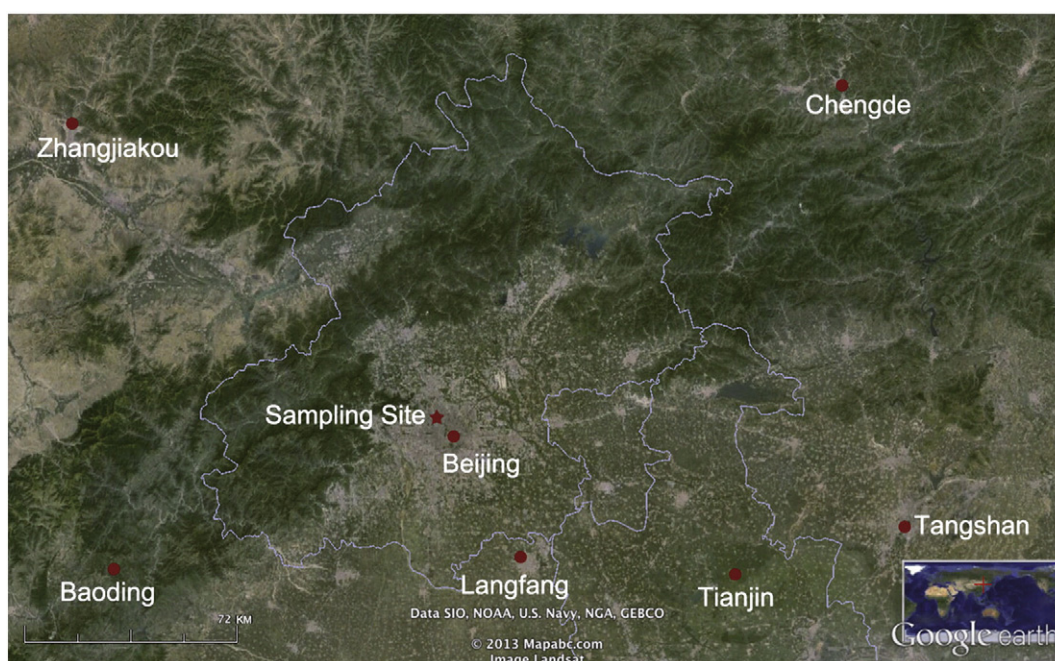 Chengde
Zhangjiakou
Sampling Site
Beijing
Tangshan
Langfang
Baoding
Tianjin
Data SIO, NOAA, U.S. Navy, NGA, GEBCO
72 KM
© 2013 Mapabc.com
Image Landsat
Google earth